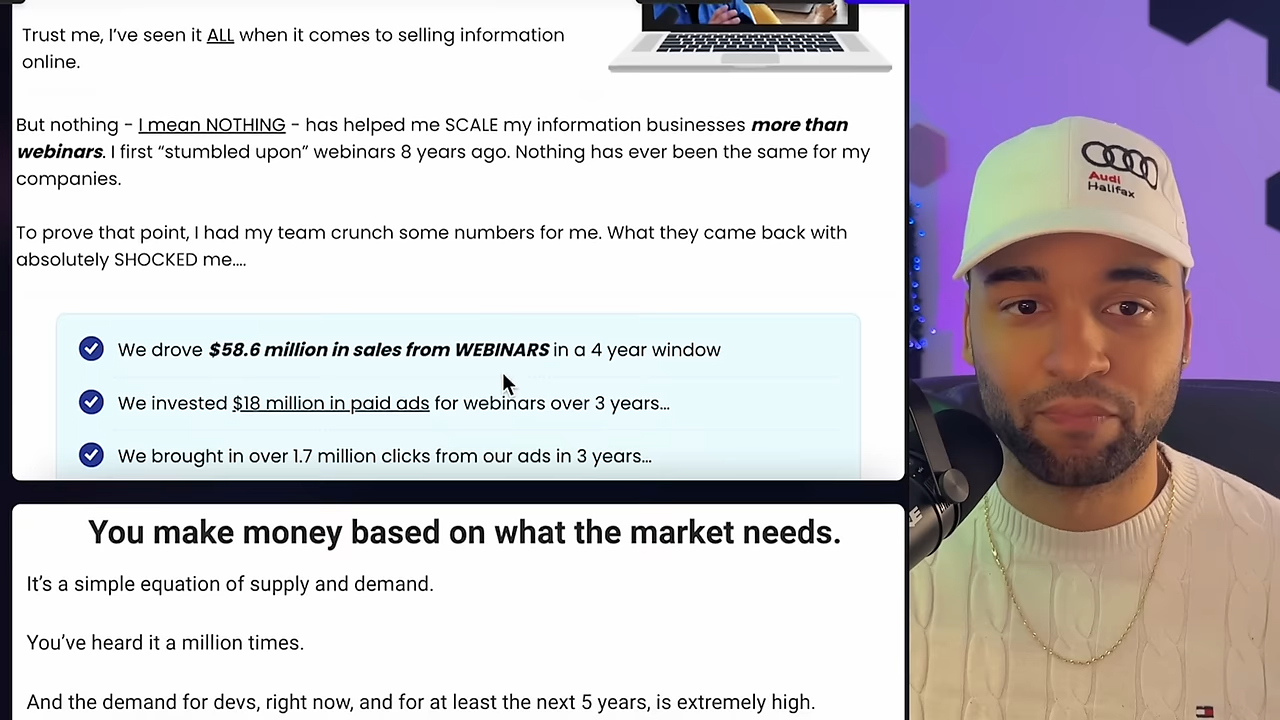 Trust me, I’ve seen it ALL when it comes to selling information
online.
But nothing - I mean NOTHING - has helped me SCALE my information businesses more than
webinars. I first “stumbled upon” webinars 8 years ago. Nothing has ever been the same for my
companies.
To prove that point, I had my team crunch some numbers for me. What they came back with
absolutely SHOCKED me....
We drove $58.6 million in sales from WEBINARS in a 4 year window
We invested $18 million in paid ads for webinars over 3 years...
We brought in over 1.7 million clicks from our ads in 3 years...
You make money based on what the market needs.
It’s a simple equation of supply and demand.
You’ve heard it a million times.
And the demand for devs, right now, and for at least the next 5 years, is extremely high.
Audi
Halifax